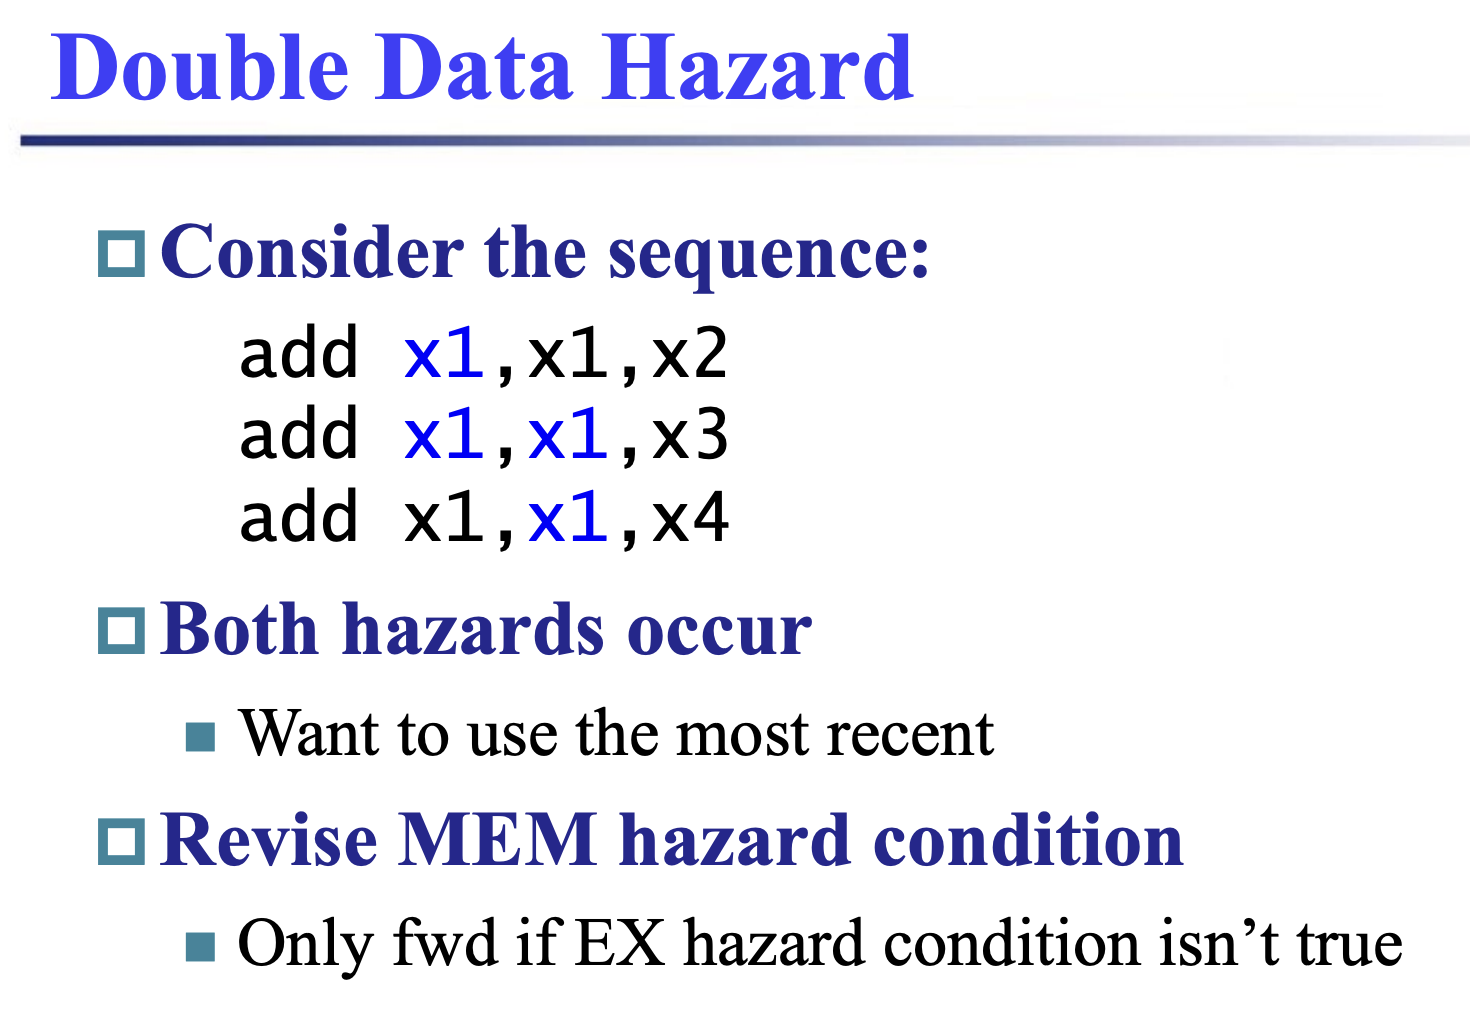 Double Data Hazard
Consider the sequence:
add x1,x1,x2
add x1,x1,x3
add x1,x1,x4
Both hazards occur
Want to use the most recent
Revise MEM hazard condition
Only fwd if EX hazard condition isn’t true